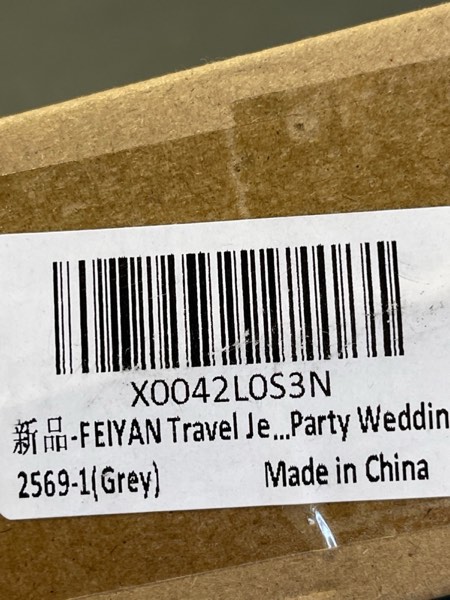 X0042L0S3N
新品-FEIYAN Travel Je...Party Weddin
2569-1(Grey)
Made in China